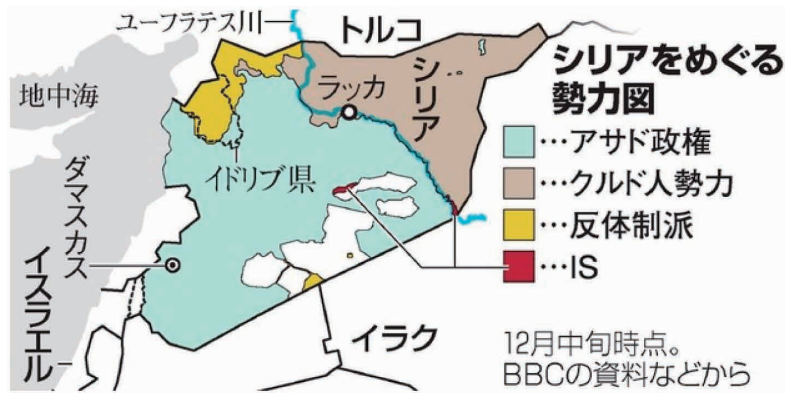 ユーフラテス川
トルコ
シリアをめぐる
勢力図
地中海
ラッカ
シリア
…アサド政権
イドリブ県
…クルド人勢力
ダマスカス
…反体制派
…IS
イスラエル
イラク
12月中旬時点。
BBCの資料などから